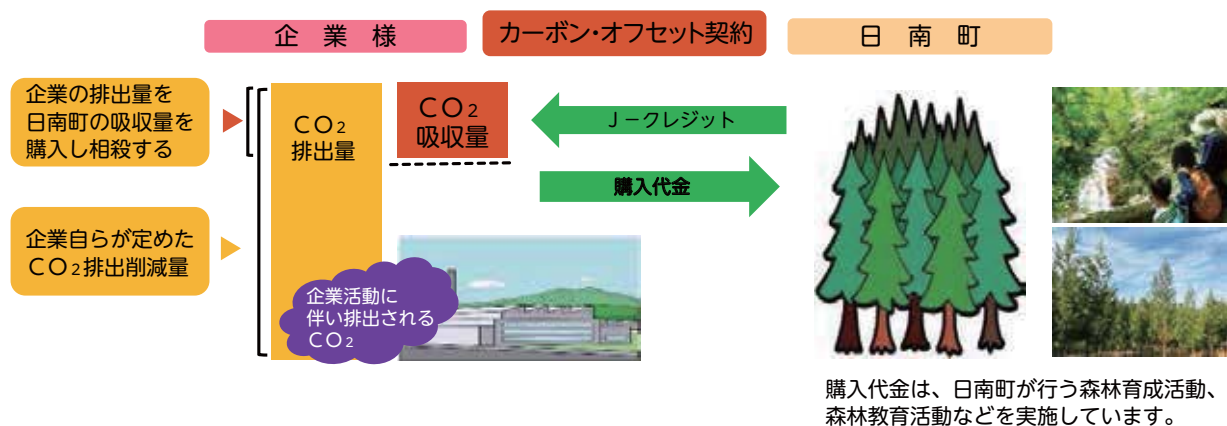 企業様
カーボン・オフセット契約
日南町
企業の排出量を
日南町の吸収量を
購入し相殺する
CO₂
排出量
CO₂
吸収量
J－クレジット
購入代金
企業自らが定めた
CO₂排出削減量
企業活動に
伴い排出される
CO₂
購入代金は、日南町が行う森林育成活動、
森林教育活動などを実施しています。